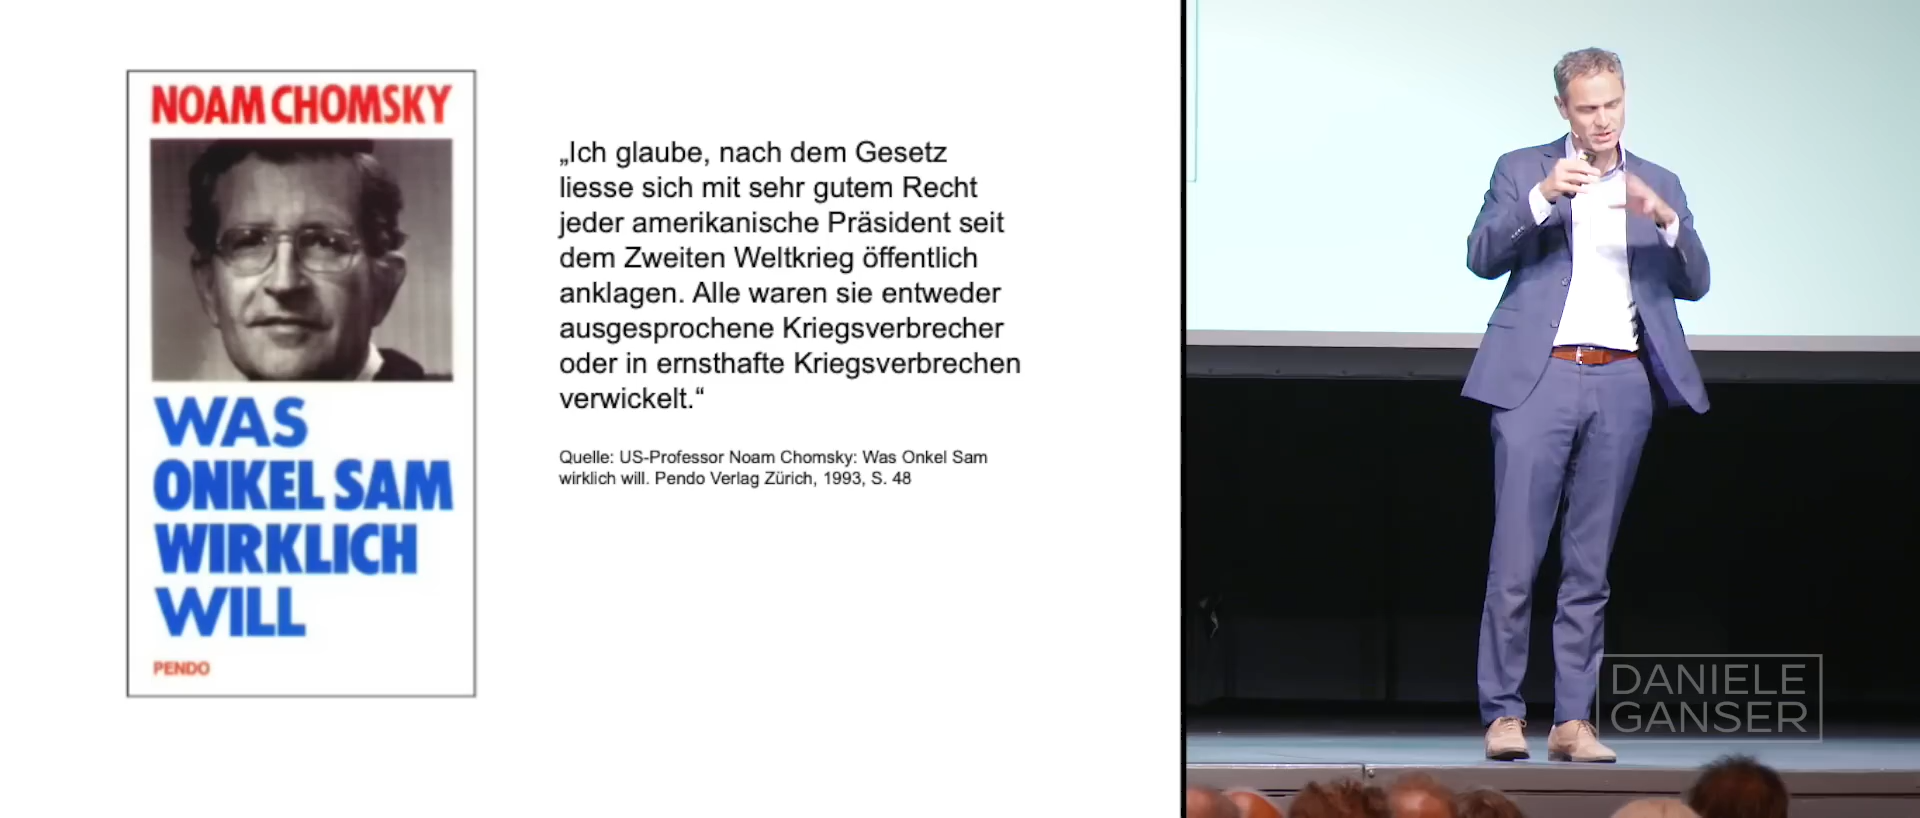 NOAM CHOMSKY
WAS
ONKEL SAM
WIRKLICH
WILL
PENDO
„Ich glaube, nach dem Gesetz
liesse sich mit sehr gutem Recht
jeder amerikanische Präsident seit
dem Zweiten Weltkrieg öffentlich
anklagen. Alle waren sie entweder
ausgesprochene Kriegsverbrecher
oder in ernsthafte Kriegsverbrechen
verwickelt.“
Quelle: US-Professor Noam Chomsky: Was Onkel Sam
wirklich will. Pendo Verlag Zürich, 1993, S. 48
DANIELE
GANSER